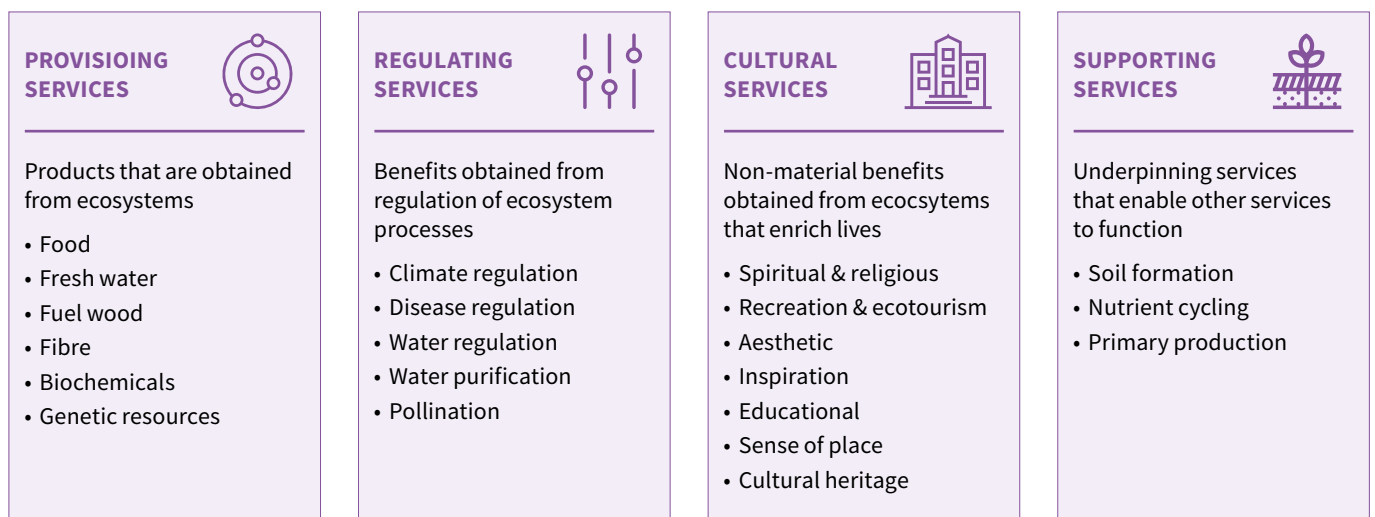 PROVISIOING
SERVICES
Products that are obtained
from ecosystems
• Food
• Fresh water
• Fuel wood
• Fibre
• Biochemicals
• Genetic resources
REGULATING
SERVICES
Benefits obtained from
regulation of ecosystem
processes
• Climate regulation
• Disease regulation
• Water regulation
• Water purification
• Pollination
CULTURAL
SERVICES
Non-material benefits
obtained from ecocsytems
that enrich lives
• Spiritual & religious
• Recreation & ecotourism
• Aesthetic
• Inspiration
• Educational
• Sense of place
• Cultural heritage
SUPPORTING
SERVICES
Underpinning services
that enable other services
to function
• Soil formation
• Nutrient cycling
• Primary production